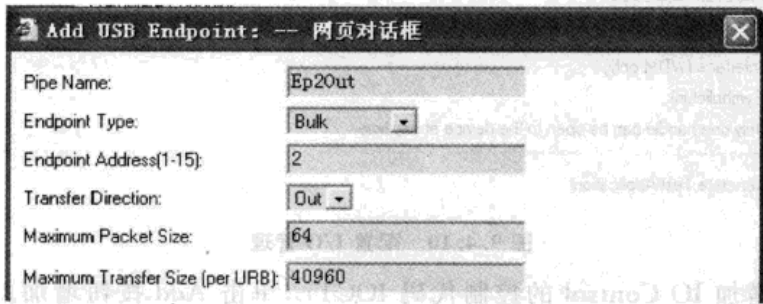 Add USB Endpoint: -- 网页对话框
Pipe Name: Ep2Out
Endpoint Type: Bulk
Endpoint Address(1-15): 2
Transfer Direction: Out
Maximum Packet Size: 64
Maximum Transfer Size (per URB): 40960